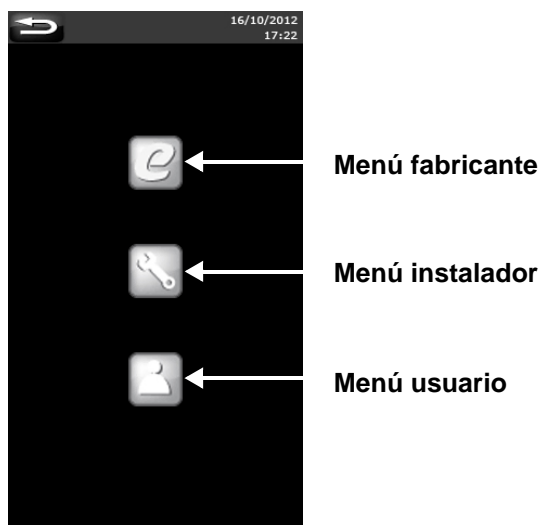 16/10/2012
17:22
e
Menú fabricante
Menú instalador
Menú usuario